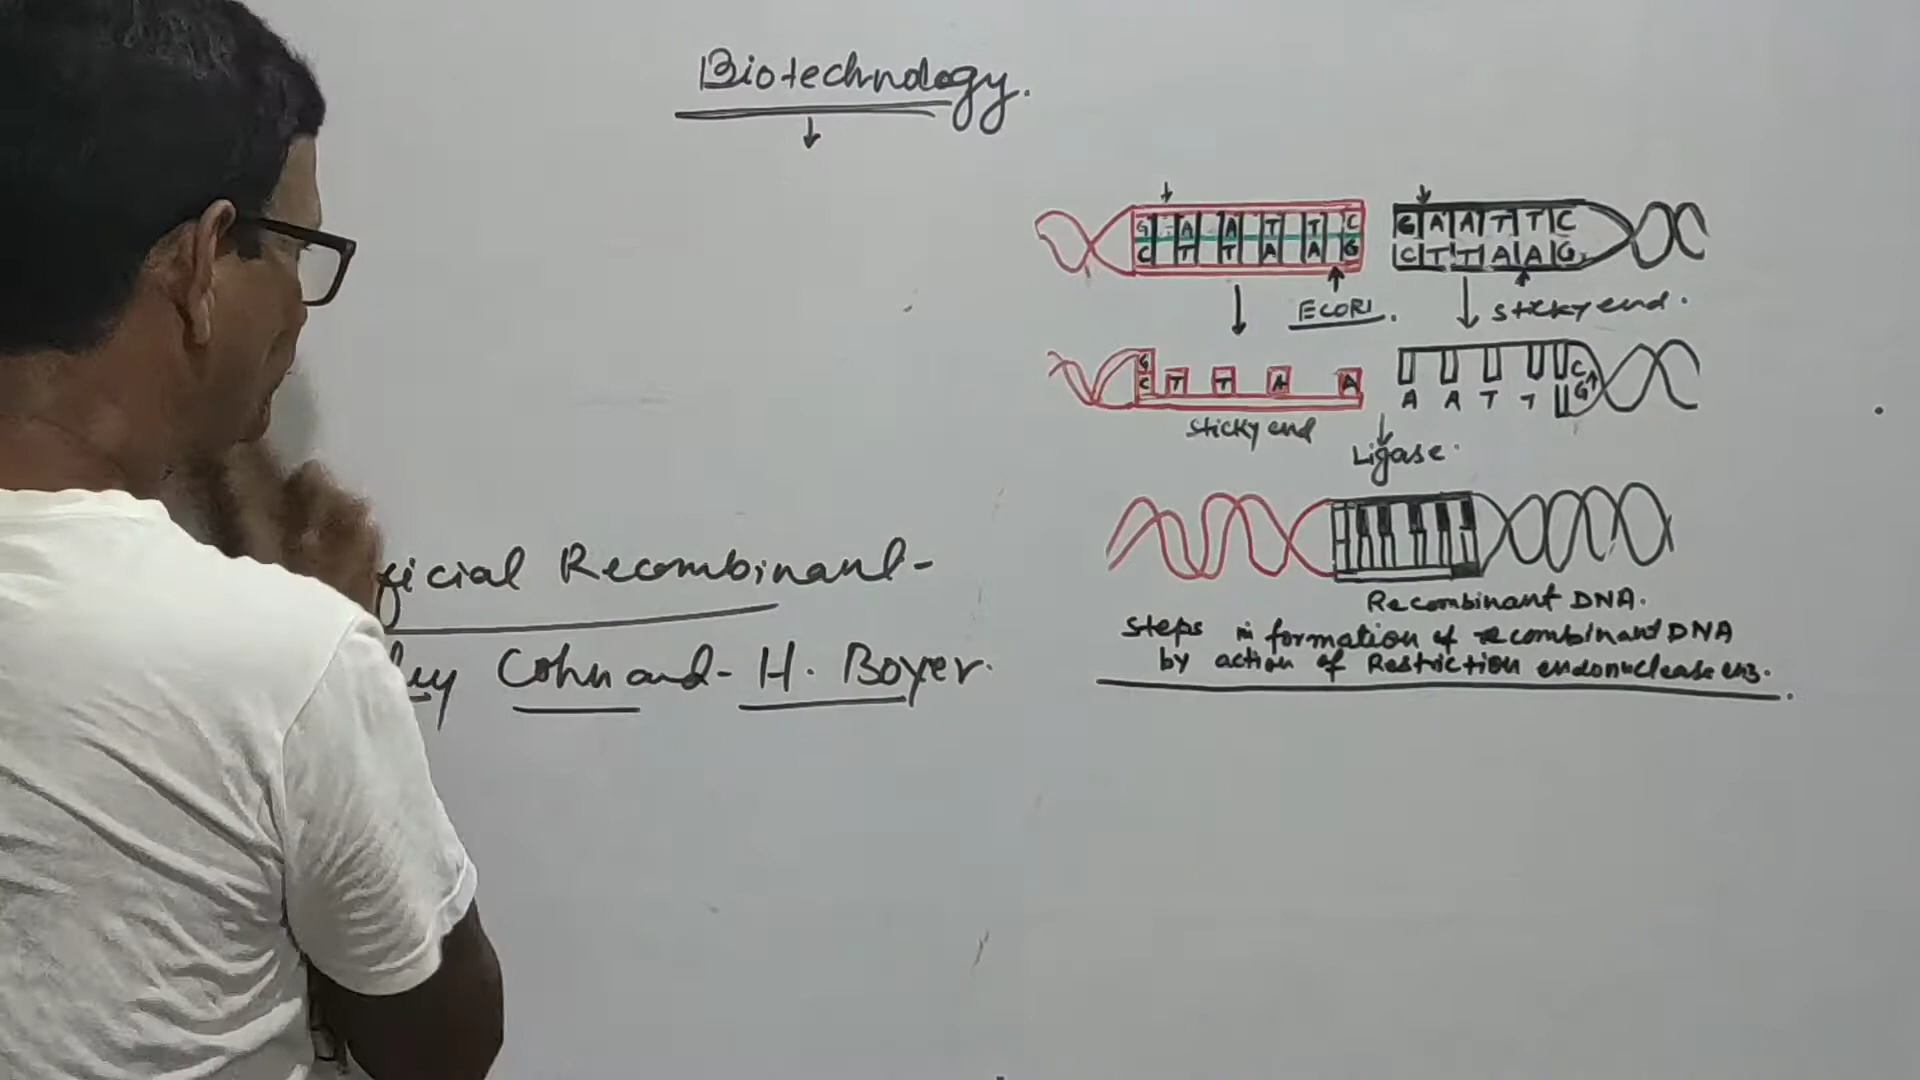 Biotechnology.
G A A T T C G A A T T C
C T T A A G C T T A A G
ECORI. sticky end.
G C
C T T A A A A T T G
sticky end
Ligase.
ficial Recombinant-
Recombinant DNA.
steps in formation of recombinant DNA
by action of Restriction endonuclease enz.
ley Cohn and- H. Boyer.